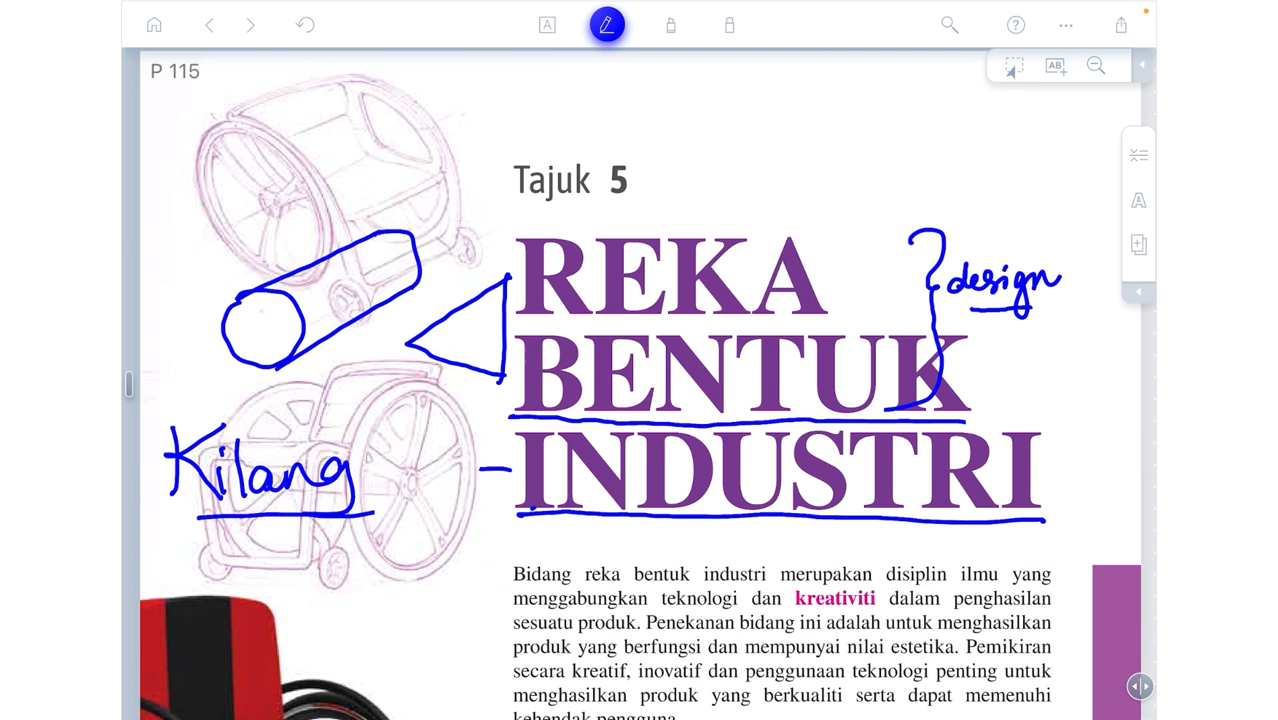 P 115
Tajuk 5
REKA
BENTUK
INDUSTRI
design
Kilang
Bidang reka bentuk industri merupakan disiplin ilmu yang
menggabungkan teknologi dan kreativiti dalam penghasilan
sesuatu produk. Penekanan bidang ini adalah untuk menghasilkan
produk yang berfungsi dan mempunyai nilai estetika. Pemikiran
secara kreatif, inovatif dan penggunaan teknologi penting untuk
menghasilkan produk yang berkualiti serta dapat memenuhi
kehendak pengguna.